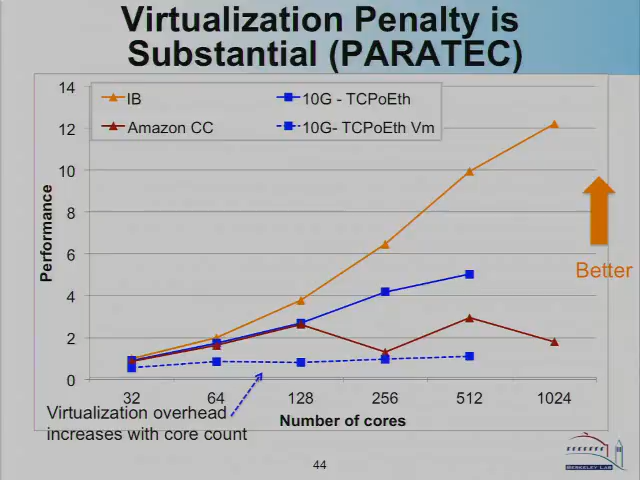 Virtualization Penalty is
Substantial (PARATEC)
14
12
10
8
6
4
2
0
Performance
IB
10G - TCPoEth
Amazon CC
10G- TCPoEth Vm
Better
32
64
128
256
512
1024
Number of cores
Virtualization overhead
increases with core count
44
BERKELEY LAB